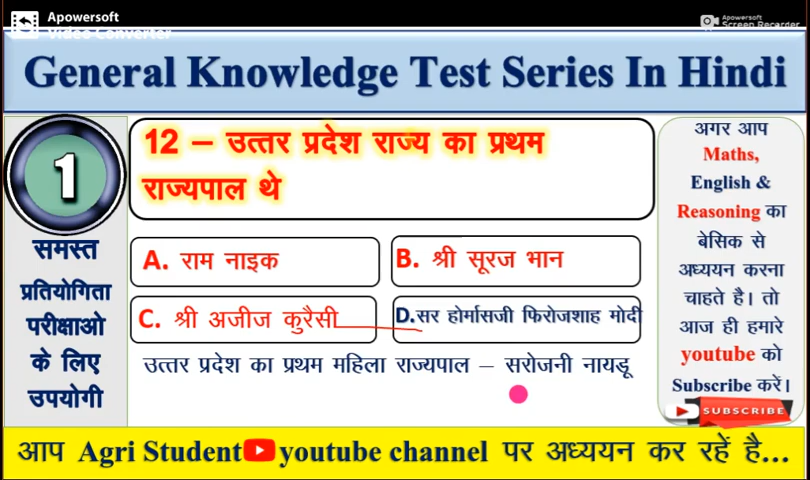 Apowersoft
Video Converter
Apowersoft
Screen Recorder
General Knowledge Test Series In Hindi
1
समस्त
प्रतियोगिता
परीक्षाओ
के लिए
उपयोगी
12 – उत्तर प्रदेश राज्य का प्रथम
राज्यपाल थे
A. राम नाइक
B. श्री सूरज भान
C. श्री अजीज कुरैसी
D.सर होर्मासजी फिरोजशाह मोदी
उत्तर प्रदेश का प्रथम महिला राज्यपाल – सरोजनी नायडू
अगर आप
Maths,
English &
Reasoning का
बेसिक से
अध्ययन करना
चाहते है। तो
आज ही हमारे
youtube को
Subscribe करें।
SUBSCRIBE
आप Agri Student youtube channel पर अध्ययन कर रहें है...